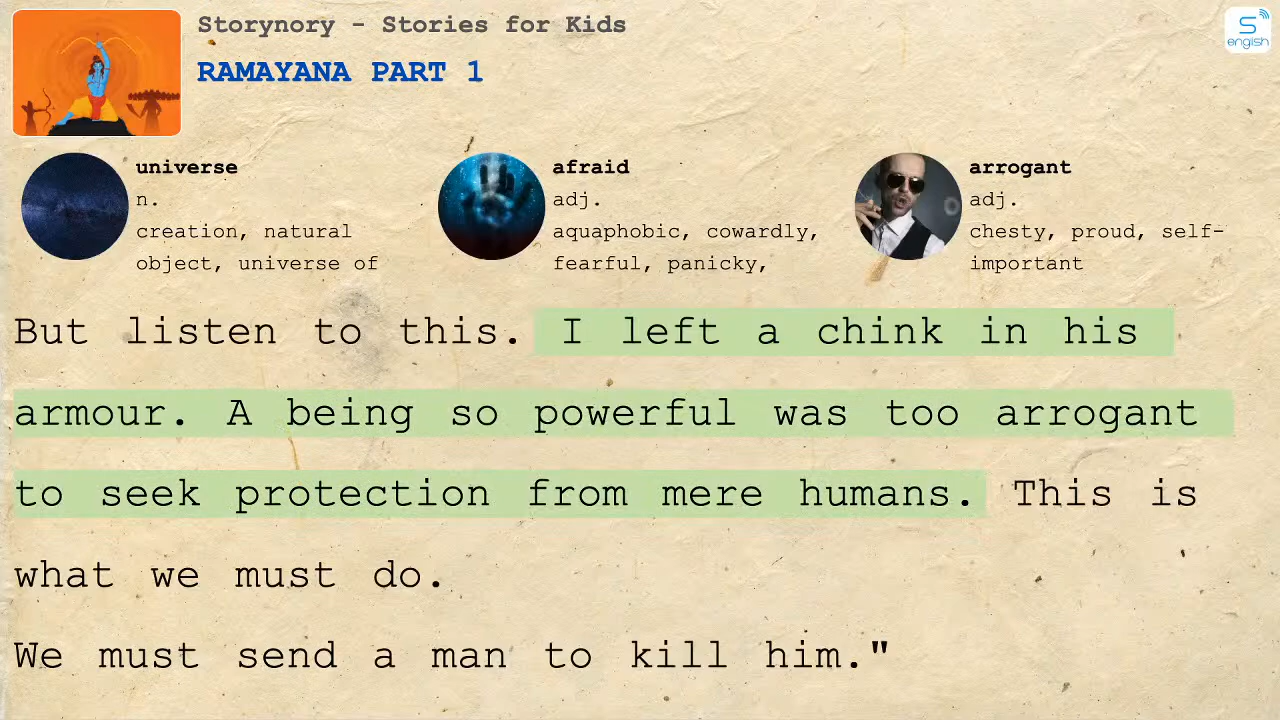 Storynory - Stories for Kids
RAMAYANA PART 1
S
english
universe
n.
creation, natural
object, universe of
afraid
adj.
aquaphobic, cowardly,
fearful, panicky,
arrogant
adj.
chesty, proud, self-
important
But listen to this. I left a chink in his
armour. A being so powerful was too arrogant
to seek protection from mere humans. This is
what we must do.
We must send a man to kill him."